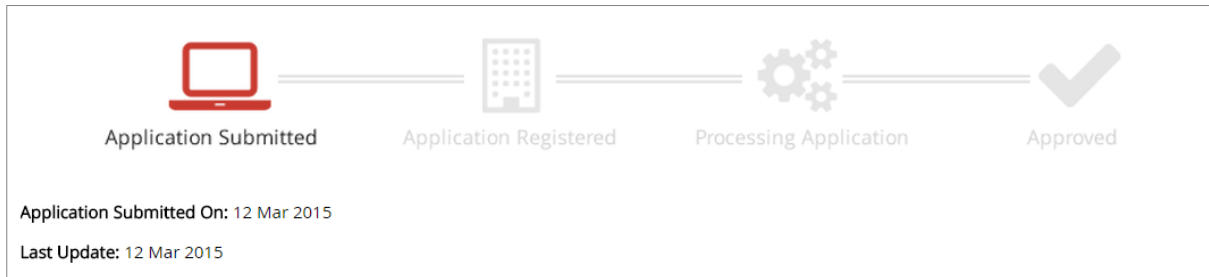 Application Submitted
Application Registered
Processing Application
Approved
Application Submitted On: 12 Mar 2015
Last Update: 12 Mar 2015